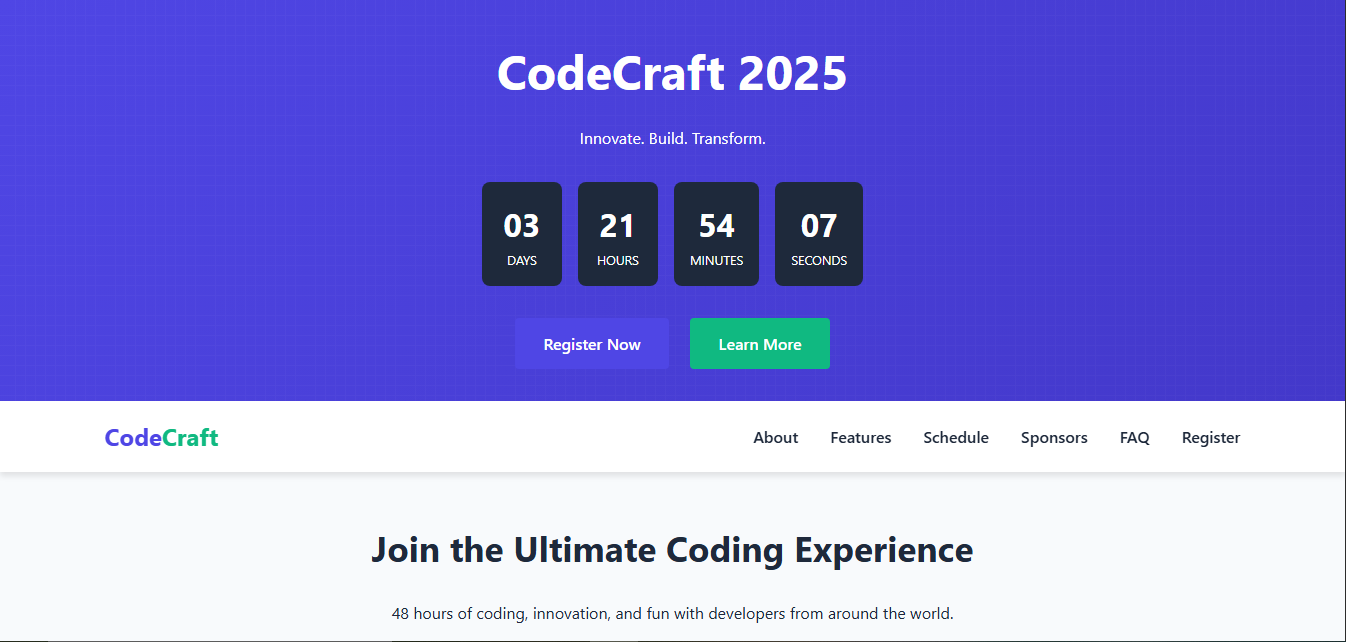 CodeCraft 2025
Innovate. Build. Transform.
03 21 54 07
DAYS HOURS MINUTES SECONDS
Register Now Learn More
CodeCraft About Features Schedule Sponsors FAQ Register
Join the Ultimate Coding Experience
48 hours of coding, innovation, and fun with developers from around the world.